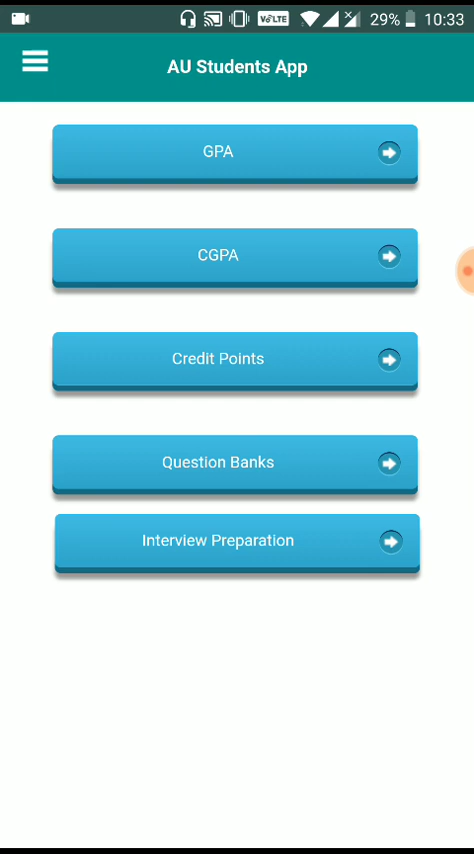 VoLTE 29% 10:33
AU Students App
GPA
CGPA
Credit Points
Question Banks
Interview Preparation